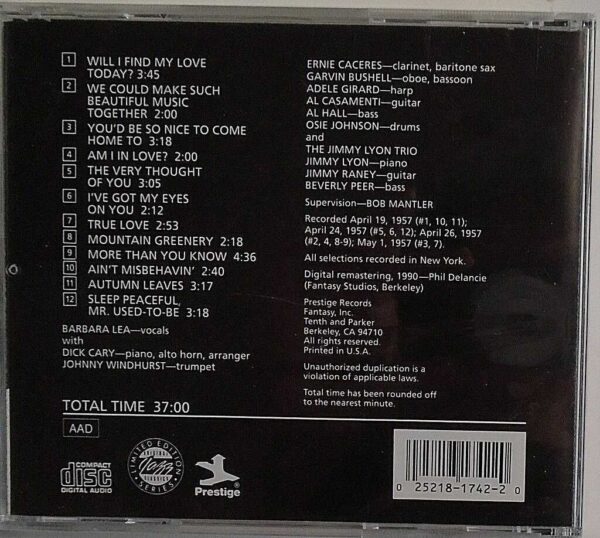 1 WILL I FIND MY LOVE
TODAY? 3:45
2 WE COULD MAKE SUCH
BEAUTIFUL MUSIC
TOGETHER 2:00
3 YOU'D BE SO NICE TO COME
HOME TO 3:18
4 AM I IN LOVE? 2:00
5 THE VERY THOUGHT
OF YOU 3:05
6 I'VE GOT MY EYES
ON YOU 2:12
7 TRUE LOVE 2:53
8 MOUNTAIN GREENERY 2:18
9 MORE THAN YOU KNOW 4:36
10 AIN'T MISBEHAVIN' 2:40
11 AUTUMN LEAVES 3:17
12 SLEEP PEACEFUL,
MR. USED-TO-BE 3:18
BARBARA LEA—vocals
with
DICK CARY—piano, alto horn, arranger
JOHNNY WINDHURST—trumpet
ERNIE CACERES—clarinet, baritone sax
GARVIN BUSHELL—oboe, bassoon
ADELE GIRARD—harp
AL CASAMENTI—guitar
AL HALL—bass
OSIE JOHNSON—drums
and
THE JIMMY LYON TRIO
JIMMY LYON—piano
JIMMY RANEY—guitar
BEVERLY PEER—bass
Supervision—BOB MANTLER
Recorded April 19, 1957 (#1, 10, 11);
April 24, 1957 (#5, 6, 12); April 26, 1957
(#2, 4, 8-9); May 1, 1957 (#3, 7).
All selections recorded in New York.
Digital remastering, 1990—Phil Delancie
(Fantasy Studios, Berkeley)
Prestige Records
Fantasy, Inc.
Tenth and Parker
Berkeley, CA 94710
All rights reserved.
Printed in U.S.A.
Unauthorized duplication is a
violation of applicable laws.
Total time has been rounded off
to the nearest minute.
TOTAL TIME 37:00
AAD
COMPACT
disc
DIGITAL AUDIO
LIMITED EDITION
ORIGINAL
Jazz
CLASSICS
SERIES
Prestige
0 25218-1742-2 0